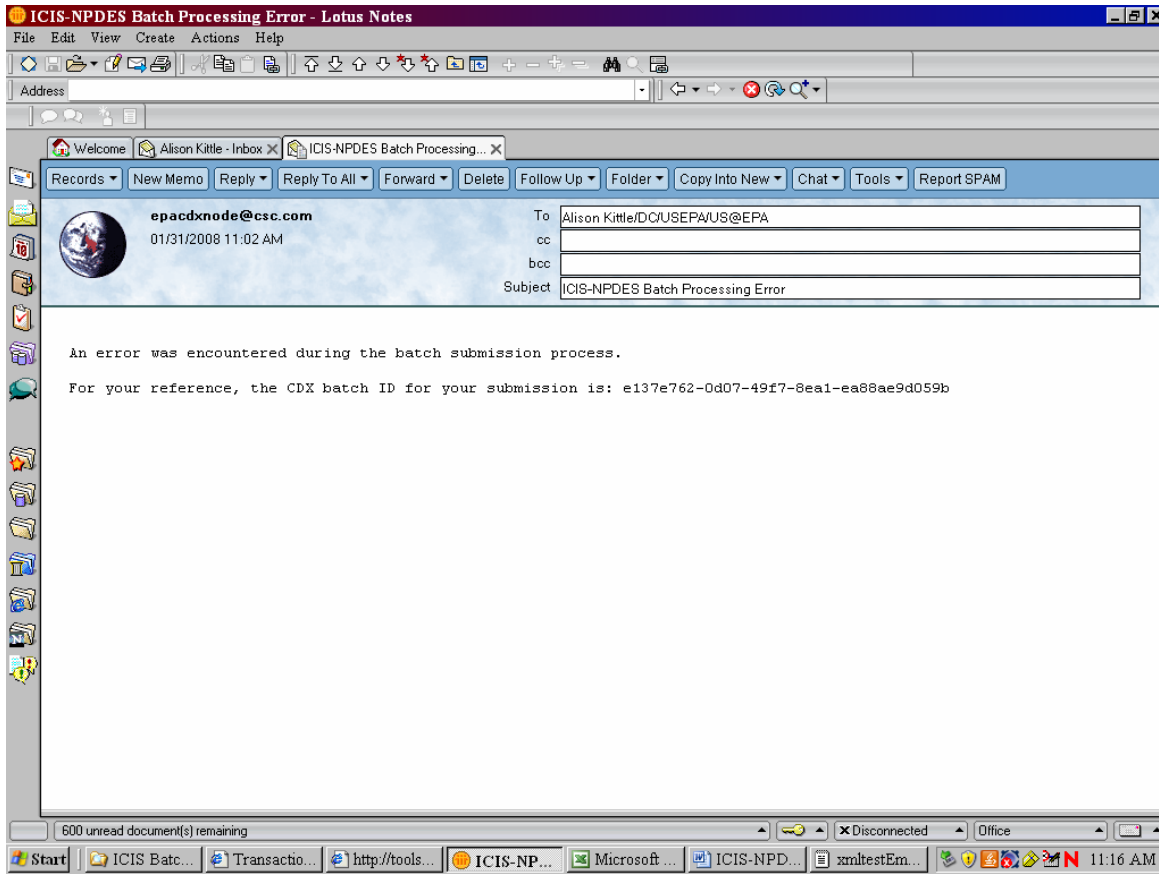 ICIS-NPDES Batch Processing Error - Lotus Notes
File Edit View Create Actions Help
Address
Welcome Alison Kittle - Inbox ICIS-NPDES Batch Processing...
Records New Memo Reply Reply To All Forward Delete Follow Up Folder Copy Into New Chat Tools Report SPAM
epacdxnode@csc.com To Alison Kittle/DC/USEPA/US@EPA
01/31/2008 11:02 AM cc
bcc
Subject ICIS-NPDES Batch Processing Error
An error was encountered during the batch submission process.
For your reference, the CDX batch ID for your submission is: e137e762-0d07-49f7-8ea1-ea88ae9d059b
600 unread document(s) remaining Disconnected Office
Start ICIS Batc... Transactio... http://tools... ICIS-NP... Microsoft ... ICIS-NPD... xmltestEm... 11:16 AM